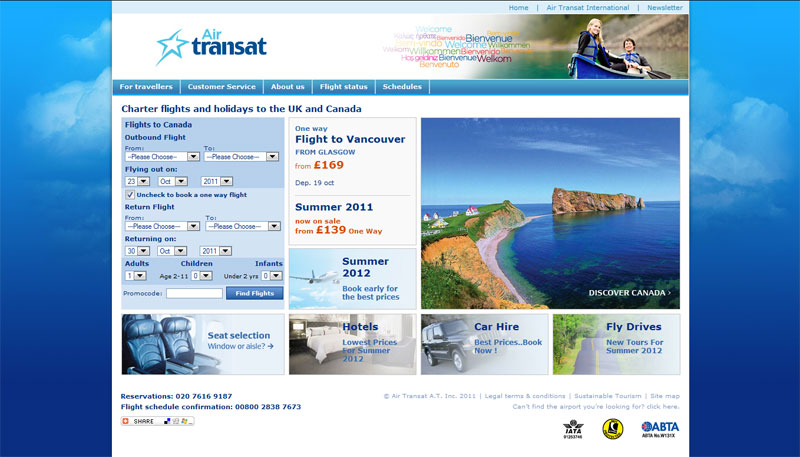 Home | Air Transat International | Newsletter
Air
transat
Welcome
Bienvenido Bienvenue
Welcome Willkommen
Willkommen Bienvenido
Bienvenue Welkom
Benvenuto
For travellers | Customer Service | About us | Flight status | Schedules
Charter flights and holidays to the UK and Canada
Flights to Canada
Outbound Flight
From: To:
--Please Choose-- --Please Choose--
Flying out on:
23 Oct 2011
Uncheck to book a one way flight
Return Flight
From: To:
--Please Choose-- --Please Choose--
Returning on:
30 Oct 2011
Adults Children Infants
1 Age 2-11 0 Under 2 yrs 0
Promocode: Find Flights
One way
Flight to Vancouver
FROM GLASGOW
from £169
Dep. 19 oct
Summer 2011
now on sale
from £139 One Way
Summer
2012
Book early for
the best prices
DISCOVER CANADA ›
Seat selection
Window or aisle?
Hotels
Lowest Prices
For Summer
2012
Car Hire
Best Prices..Book
Now !
Fly Drives
New Tours For
Summer 2012
Reservations: 020 7616 9187
Flight schedule confirmation: 00800 2838 7673
SHARE
© Air Transat A.T. Inc. 2011 | Legal terms & conditions | Sustainable Tourism | Site map
Can't find the airport you're looking for? click here.
IATA
91263746
ABTA
ABTA No.W131X